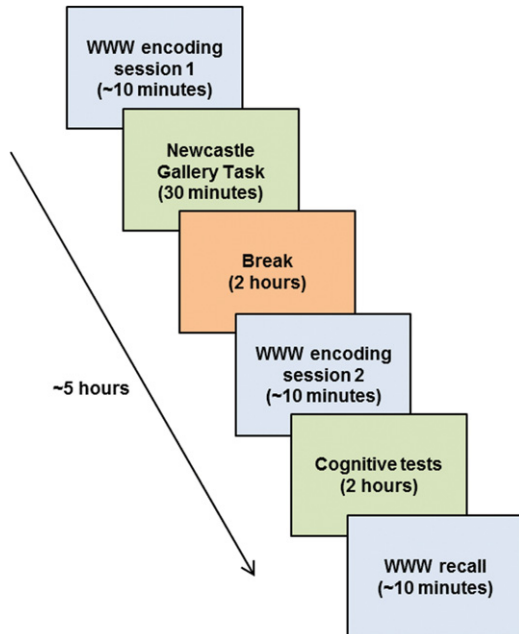 WWW encoding
session 1
(~10 minutes)
Newcastle
Gallery Task
(30 minutes)
Break
(2 hours)
WWW encoding
session 2
(~10 minutes)
~5 hours
Cognitive tests
(2 hours)
WWW recall
(~10 minutes)